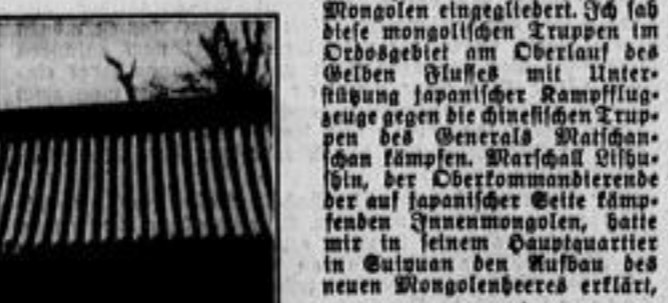 Mongolen eingegliedert. Ich sah
diese mongolischen Truppen im
Ordosgebiet am Oberlauf des
Gelben Flusses mit Unter-
stützung japanischer Kampfflug-
zeuge gegen die chinesischen Trup-
pen des Generals Matschan-
schan kämpfen. Marschall Lishu-
shin, der Oberkommandierende
der auf japanischer Seite kämp-
fenden Innenmongolen, hatte
mir in seinem Hauptquartier
in Suiyuan den Aufbau des
neuen Mongolenheeres erklärt,